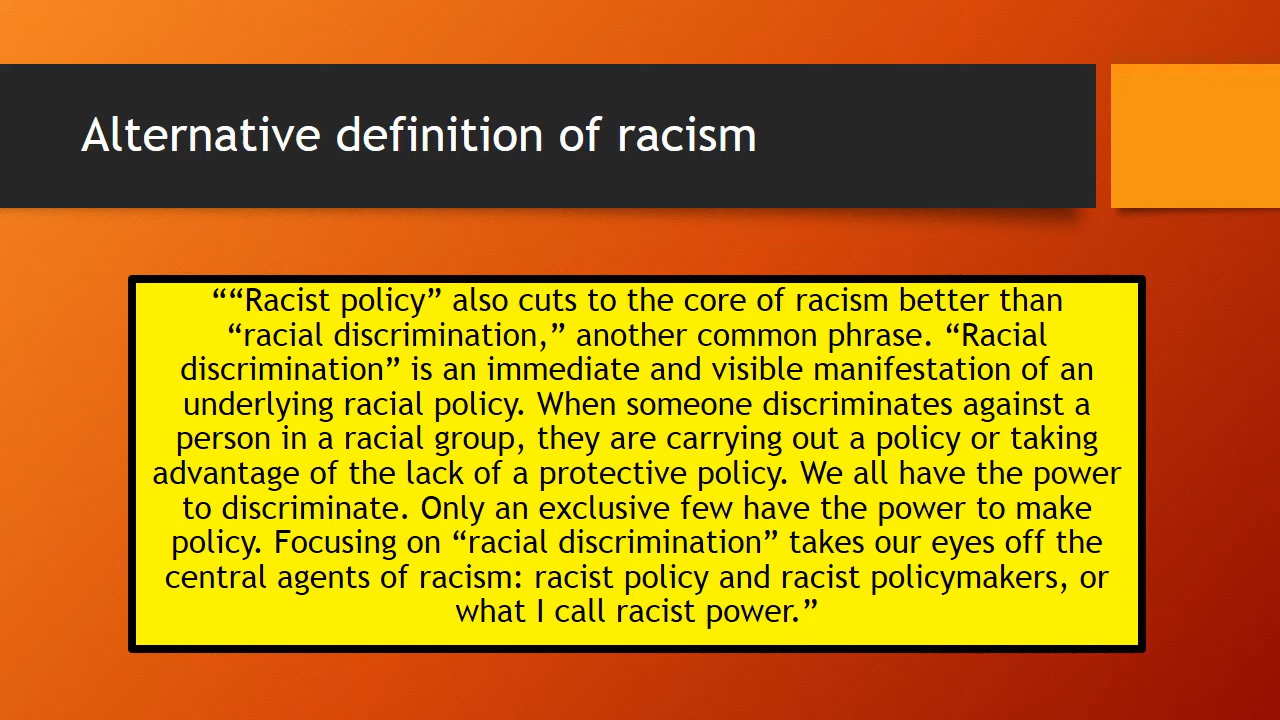 Alternative definition of racism
““Racist policy” also cuts to the core of racism better than
“racial discrimination,” another common phrase. “Racial
discrimination” is an immediate and visible manifestation of an
underlying racial policy. When someone discriminates against a
person in a racial group, they are carrying out a policy or taking
advantage of the lack of a protective policy. We all have the power
to discriminate. Only an exclusive few have the power to make
policy. Focusing on “racial discrimination” takes our eyes off the
central agents of racism: racist policy and racist policymakers, or
what I call racist power.”